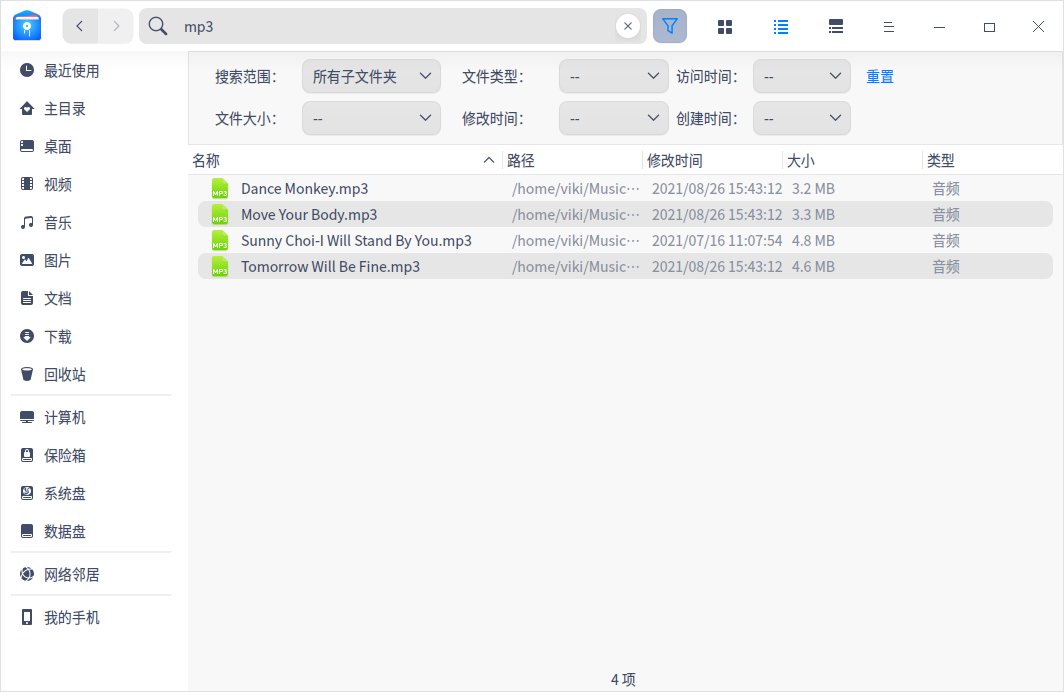 mp3
最近使用
主目录
桌面
视频
音乐
图片
文档
下载
回收站
计算机
保险箱
系统盘
数据盘
网络邻居
我的手机
搜索范围： 所有子文件夹 文件类型： -- 访问时间： -- 重置
文件大小： -- 修改时间： -- 创建时间： --
名称 路径 修改时间 大小 类型
MP3 Dance Monkey.mp3 /home/viki/Music··· 2021/08/26 15:43:12 3.2 MB 音频
MP3 Move Your Body.mp3 /home/viki/Music··· 2021/08/26 15:43:12 3.3 MB 音频
MP3 Sunny Choi-I Will Stand By You.mp3 /home/viki/Music··· 2021/07/16 11:07:54 4.8 MB 音频
MP3 Tomorrow Will Be Fine.mp3 /home/viki/Music··· 2021/08/26 15:43:12 4.6 MB 音频
4 项